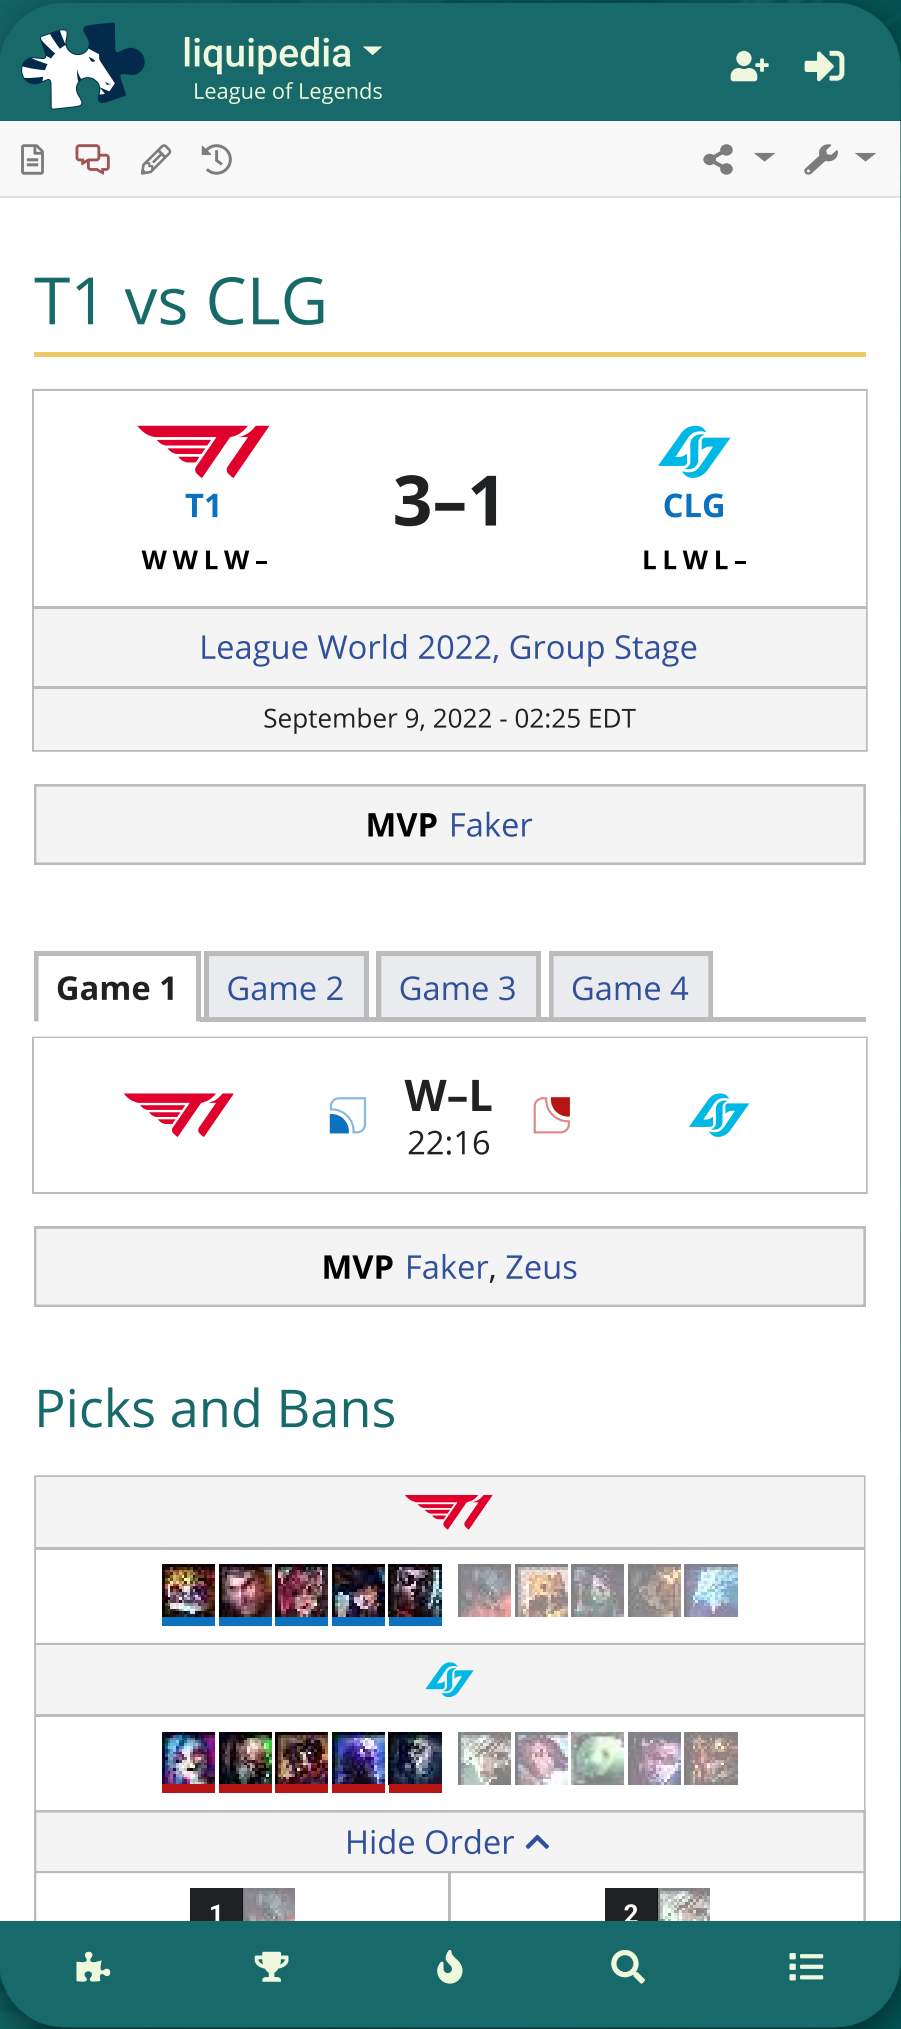 liquipedia
League of Legends
T1 vs CLG
T1
3–1
CLG
W W L W –
L L W L –
League World 2022, Group Stage
September 9, 2022 - 02:25 EDT
MVP Faker
Game 1 Game 2 Game 3 Game 4
T1
W–L
22:16
MVP Faker, Zeus
Picks and Bans
T1
Hide Order
1 2